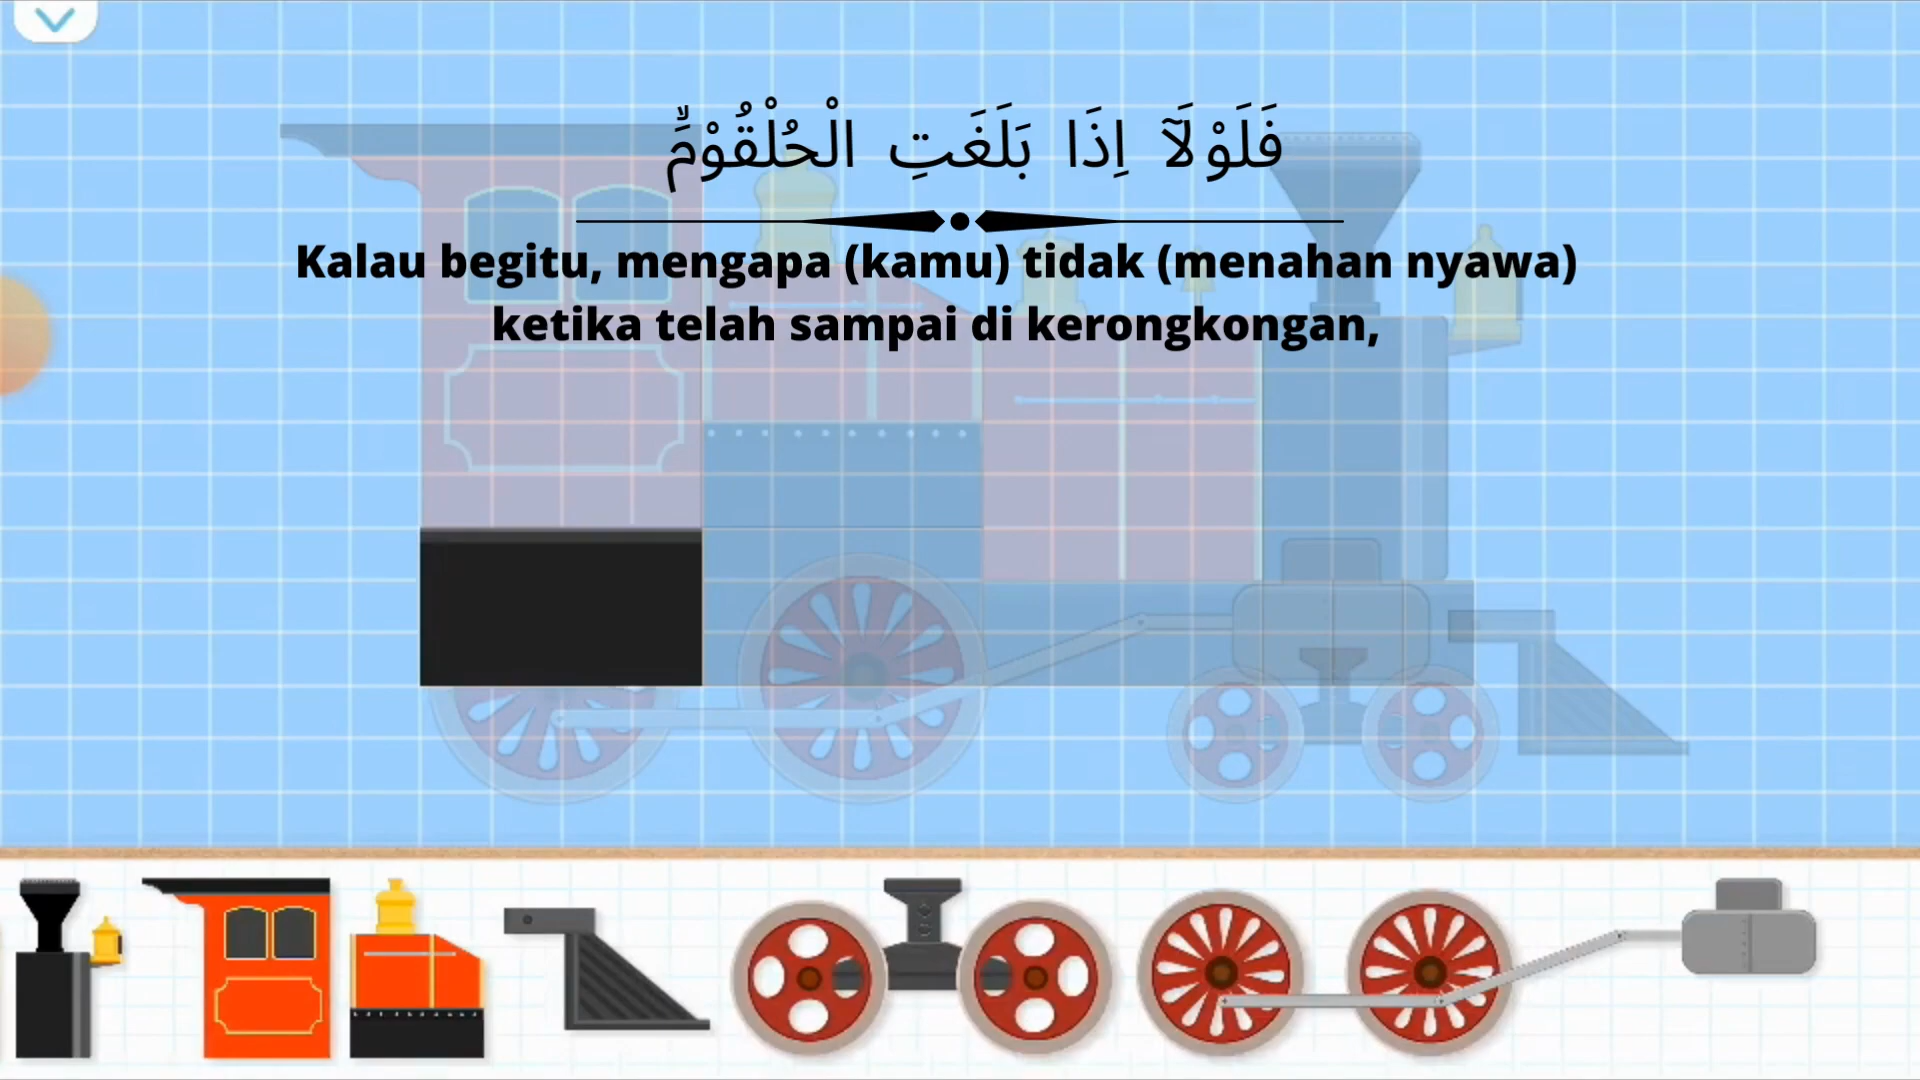 فَلَوْلَآ اِذَا بَلَغَتِ الْحُلْقُوْمَۙ
Kalau begitu, mengapa (kamu) tidak (menahan nyawa)
ketika telah sampai di kerongkongan,